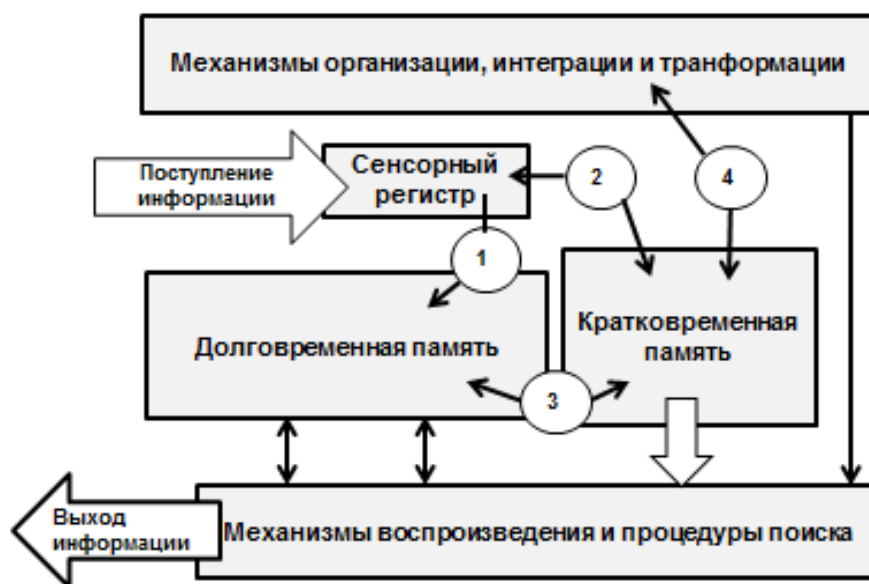 Механизмы организации, интеграции и транформации
Поступление
информации
Сенсорный
регистр
2
4
1
Долговременная память
Кратковременная
память
3
Выход
информации
Механизмы воспроизведения и процедуры поиска